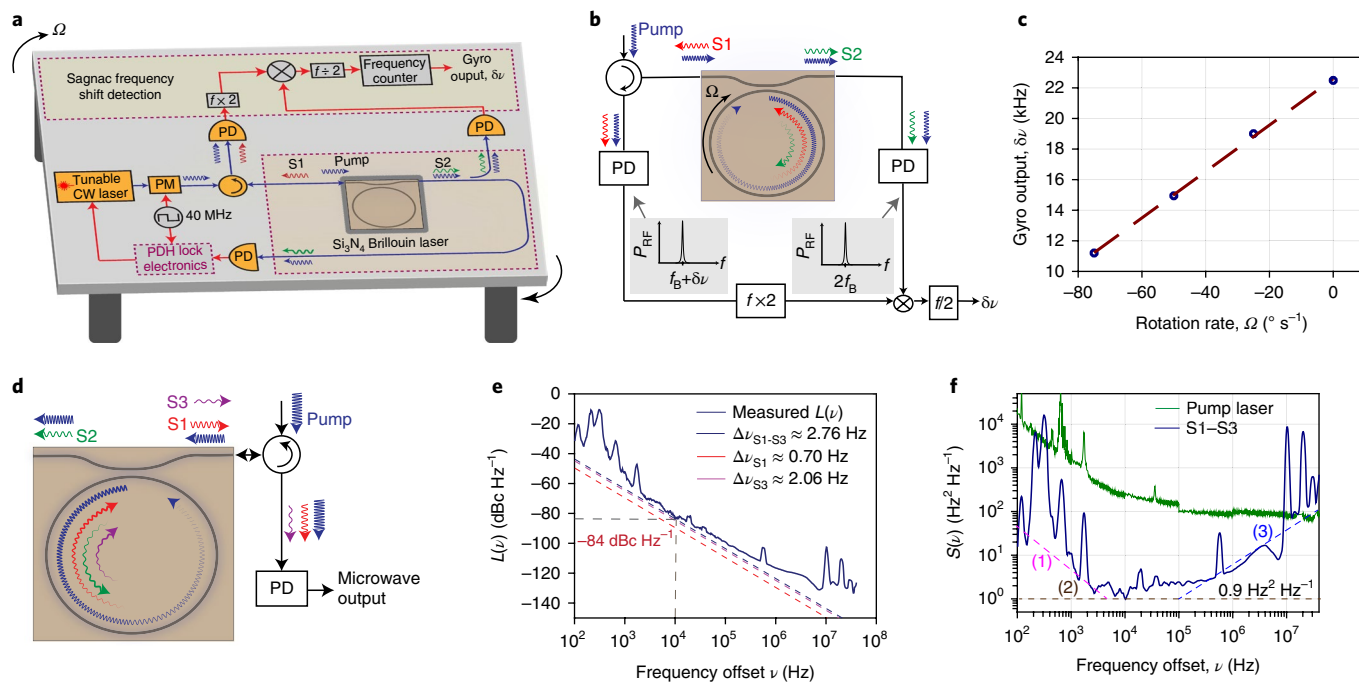 a
Ω
Sagnac frequency
shift detection
f × 2
f ÷ 2
Frequency
counter
Gyro
ouput, δν
PD
PD
S1
Pump
S2
Tunable
CW laser
PM
40 MHz
Si3N4 Brillouin laser
PDH lock
electronics
PD
b
Pump
S1
S2
Ω
PD
PD
PRF
f
fB+δν
PRF
f
2fB
f×2
f/2
δν
c
Gyro output, δν (kHz)
24
22
20
18
16
14
12
10
−80
−60
−40
−20
0
Rotation rate, Ω (° s−1)
d
S3
S1
S2
Pump
PD
Microwave
output
e
L(ν) (dBc Hz−1)
0
−20
−40
−60
−80
−100
−120
−140
Measured L(ν)
ΔνS1-S3 ≈ 2.76 Hz
ΔνS1 ≈ 0.70 Hz
ΔνS3 ≈ 2.06 Hz
−84 dBc Hz−1
10^2
10^3
10^4
10^5
10^6
10^7
10^8
Frequency offset ν (Hz)
f
S(ν) (Hz2 Hz−1)
10^4
10^3
10^2
10^1
10^0
Pump laser
S1–S3
(1)
(2)
(3)
0.9 Hz2 Hz−1
10^2
10^3
10^4
10^5
10^6
10^7
Frequency offset, ν (Hz)